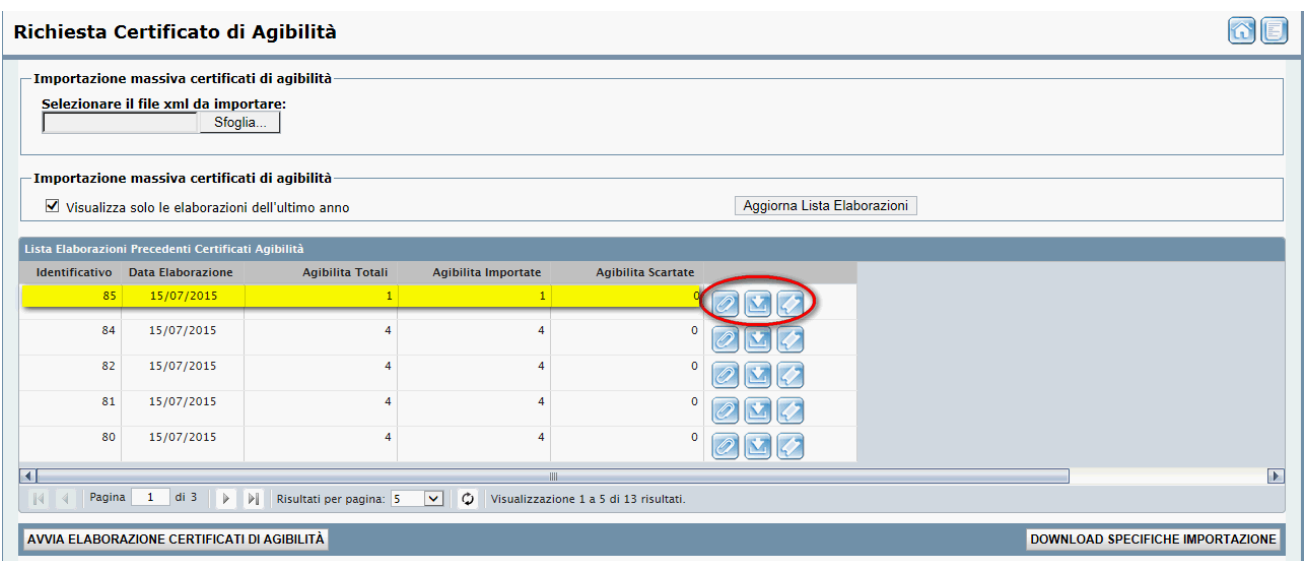 Richiesta Certificato di Agibilità
Importazione massiva certificati di agibilità
Selezionare il file xml da importare:
Sfoglia...
Importazione massiva certificati di agibilità
Visualizza solo le elaborazioni dell'ultimo anno Aggiorna Lista Elaborazioni
Lista Elaborazioni Precedenti Certificati Agibilità
Identificativo Data Elaborazione Agibilita Totali Agibilita Importate Agibilita Scartate
85 15/07/2015 1 1 0
84 15/07/2015 4 4 0
82 15/07/2015 4 4 0
81 15/07/2015 4 4 0
80 15/07/2015 4 4 0
Pagina 1 di 3 Risultati per pagina: 5 Visualizzazione 1 a 5 di 13 risultati.
AVVIA ELABORAZIONE CERTIFICATI DI AGIBILITÀ DOWNLOAD SPECIFICHE IMPORTAZIONE